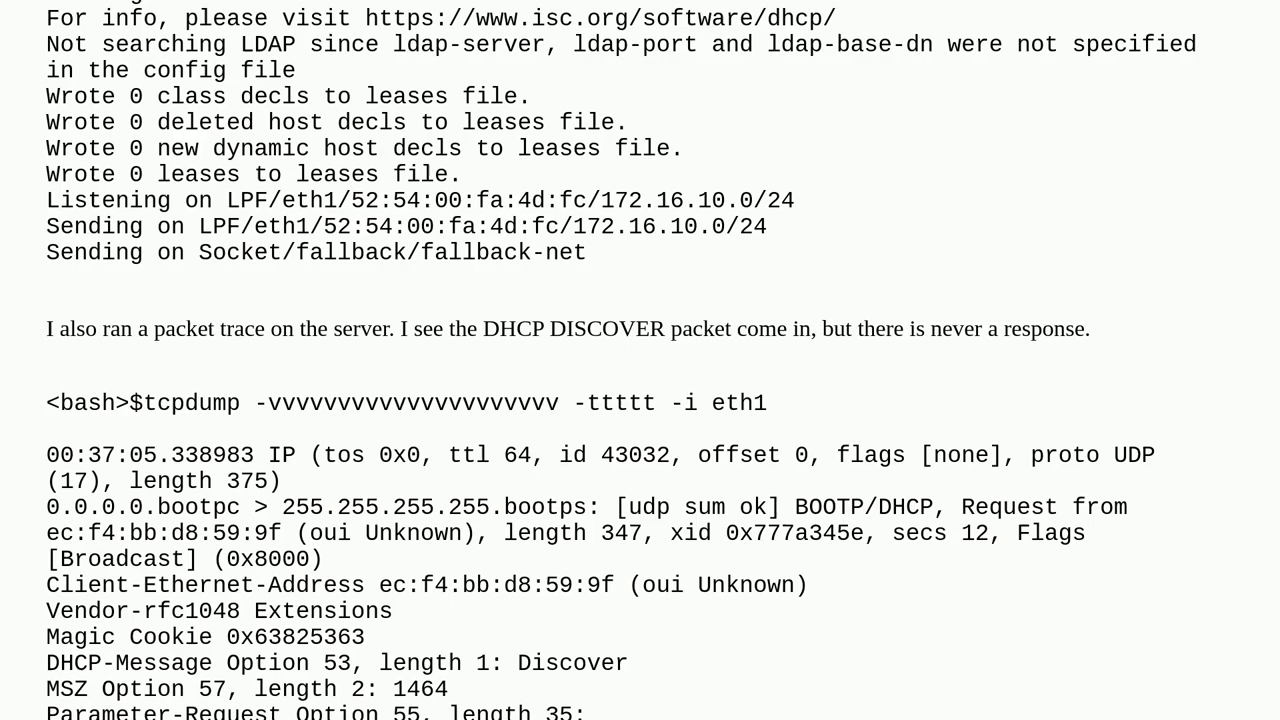 For info, please visit https://www.isc.org/software/dhcp/
Not searching LDAP since ldap-server, ldap-port and ldap-base-dn were not specified
in the config file
Wrote 0 class decls to leases file.
Wrote 0 deleted host decls to leases file.
Wrote 0 new dynamic host decls to leases file.
Wrote 0 leases to leases file.
Listening on LPF/eth1/52:54:00:fa:4d:fc/172.16.10.0/24
Sending on LPF/eth1/52:54:00:fa:4d:fc/172.16.10.0/24
Sending on Socket/fallback/fallback-net
I also ran a packet trace on the server. I see the DHCP DISCOVER packet come in, but there is never a response.
<bash>$tcpdump -vvvvvvvvvvvvvvvvvvvvv -ttttt -i eth1
00:37:05.338983 IP (tos 0x0, ttl 64, id 43032, offset 0, flags [none], proto UDP
(17), length 375)
0.0.0.0.bootpc > 255.255.255.255.bootps: [udp sum ok] BOOTP/DHCP, Request from
ec:f4:bb:d8:59:9f (oui Unknown), length 347, xid 0x777a345e, secs 12, Flags
[Broadcast] (0x8000)
Client-Ethernet-Address ec:f4:bb:d8:59:9f (oui Unknown)
Vendor-rfc1048 Extensions
Magic Cookie 0x63825363
DHCP-Message Option 53, length 1: Discover
MSZ Option 57, length 2: 1464
Parameter-Request Option 55, length 35: